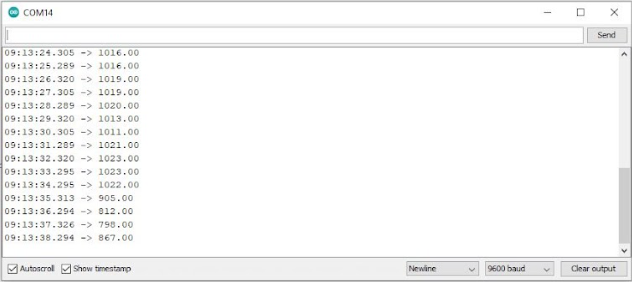 COM14
Send
09:13:24.305 -> 1016.00
09:13:25.289 -> 1016.00
09:13:26.320 -> 1019.00
09:13:27.305 -> 1019.00
09:13:28.289 -> 1020.00
09:13:29.320 -> 1013.00
09:13:30.305 -> 1011.00
09:13:31.289 -> 1021.00
09:13:32.320 -> 1023.00
09:13:33.295 -> 1023.00
09:13:34.295 -> 1022.00
09:13:35.313 -> 905.00
09:13:36.294 -> 812.00
09:13:37.326 -> 798.00
09:13:38.294 -> 867.00
Autoscroll Show timestamp Newline 9600 baud Clear output